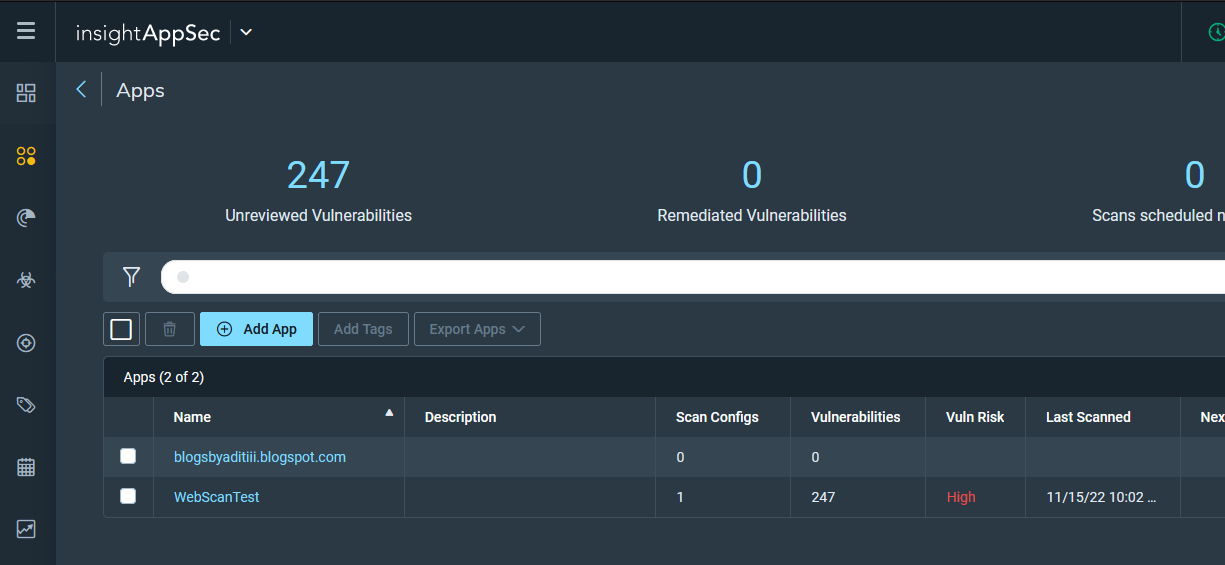 insightAppSec
Apps
247 0 0
Unreviewed Vulnerabilities Remediated Vulnerabilities Scans scheduled n
Add App Add Tags Export Apps
Apps (2 of 2)
Name Description Scan Configs Vulnerabilities Vuln Risk Last Scanned Nex
blogsbyaditiii.blogspot.com 0 0
WebScanTest 1 247 High 11/15/22 10:02 ...